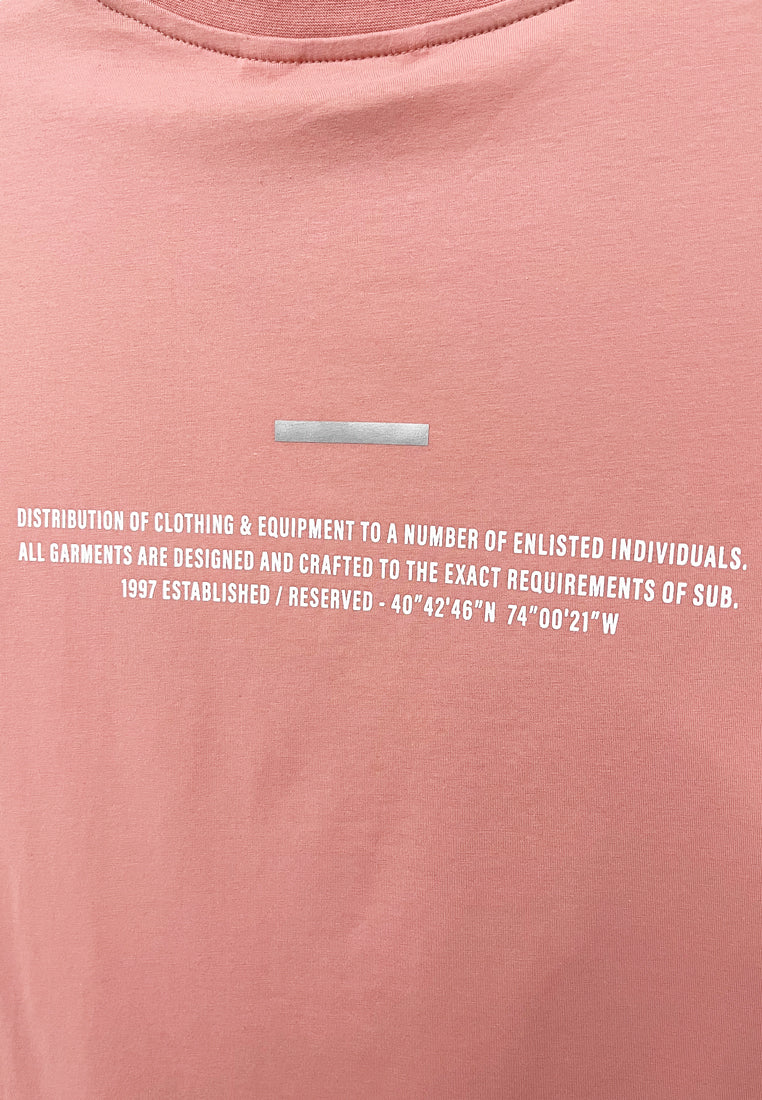 DISTRIBUTION OF CLOTHING & EQUIPMENT TO A NUMBER OF ENLISTED INDIVIDUALS.
ALL GARMENTS ARE DESIGNED AND CRAFTED TO THE EXACT REQUIREMENTS OF SUB.
1997 ESTABLISHED / RESERVED - 40"42'46"N 74"00'21"W